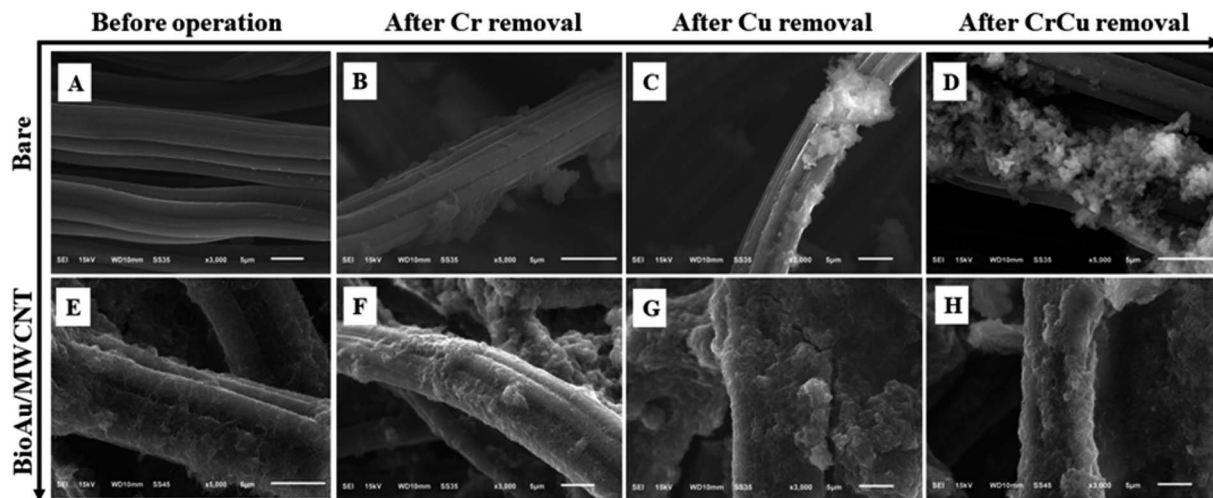 Before operation After Cr removal After Cu removal After CrCu removal
Bare
A
SEI 15kV WD10mm SS35 x3,000 5μm
B
SEI 15kV WD10mm SS35 x5,000 5μm
C
SEI 15kV WD10mm SS35 x3,000 5μm
D
SEI 15kV WD10mm SS35 x5,000 5μm
BioAu/MWCNT
E
SEI 15kV WD10mm SS45 x5,000 5μm
F
SEI 15kV WD10mm SS35 x3,000 5μm
G
SEI 15kV WD10mm SS35 x3,000 5μm
H
SEI 15kV WD10mm SS35 x3,000 5μm